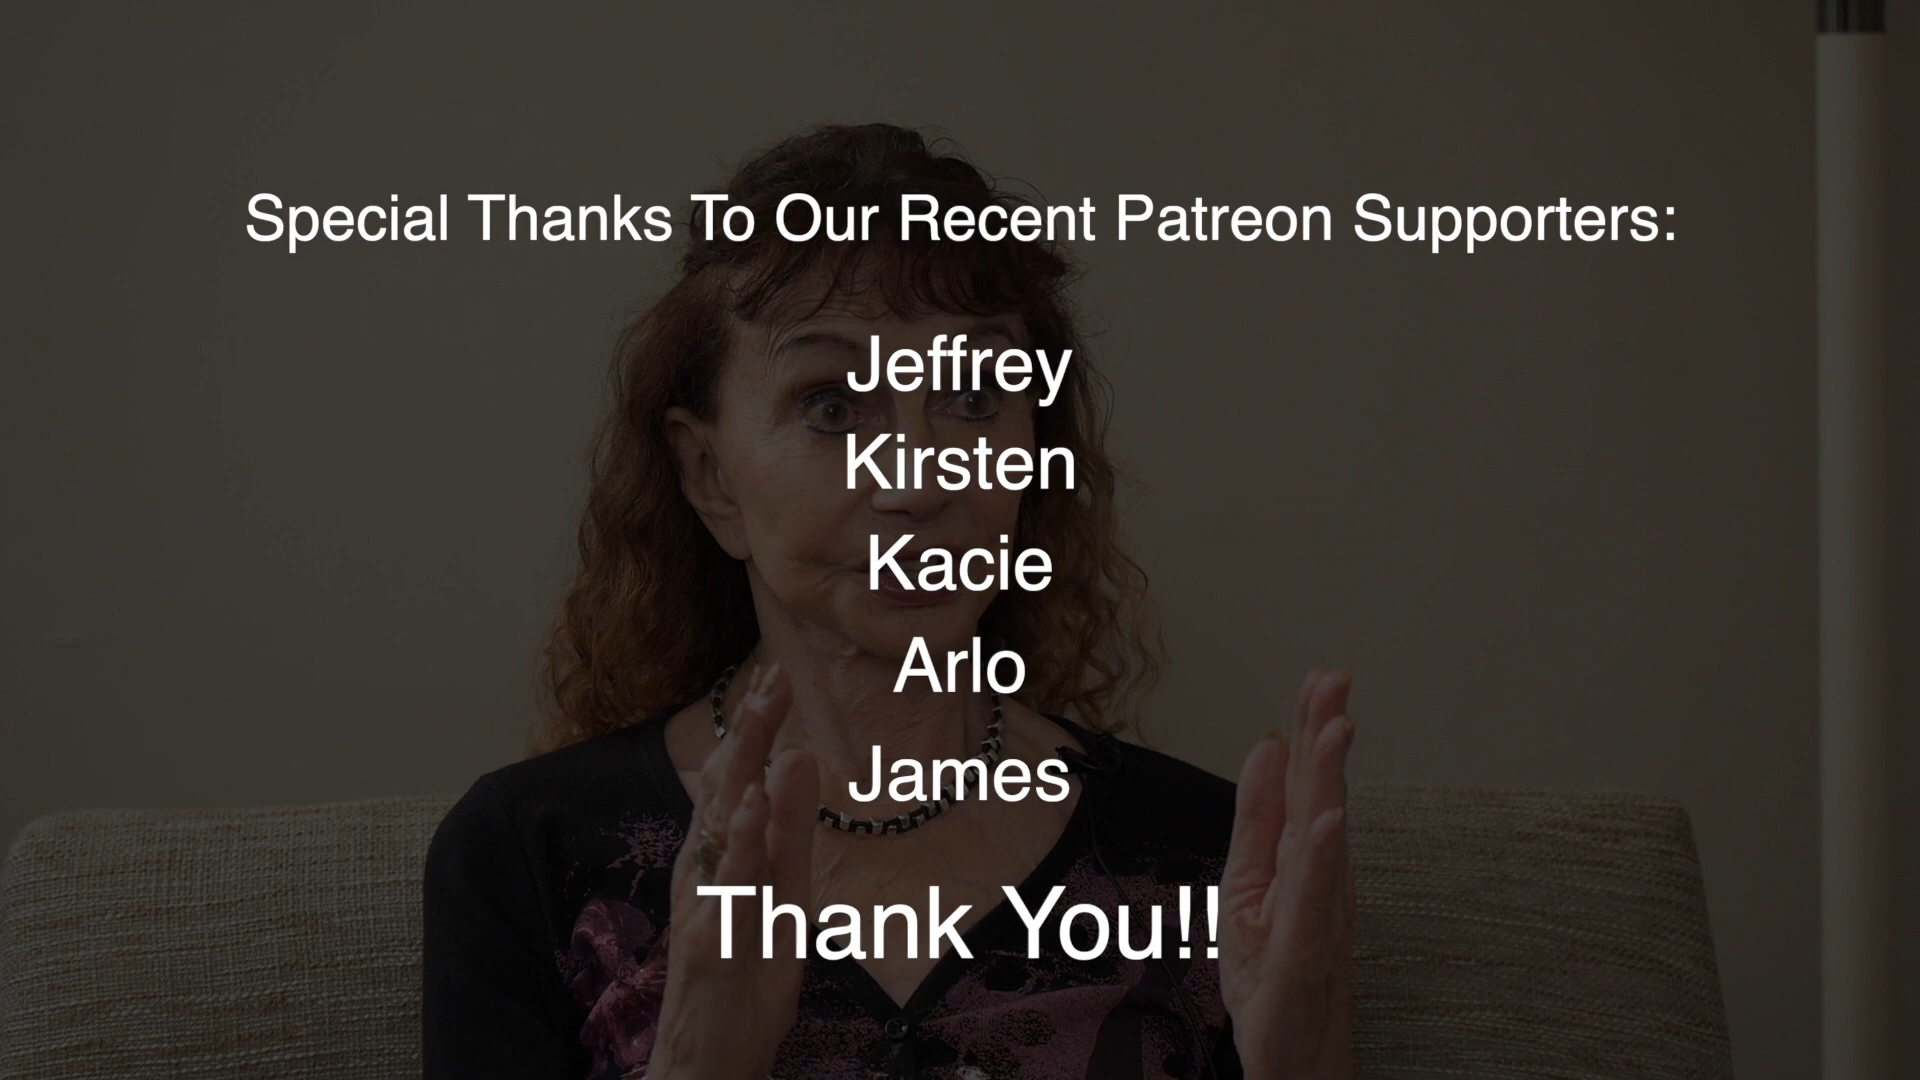 Special Thanks To Our Recent Patreon Supporters:
Jeffrey
Kirsten
Kacie
Arlo
James
Thank You!!